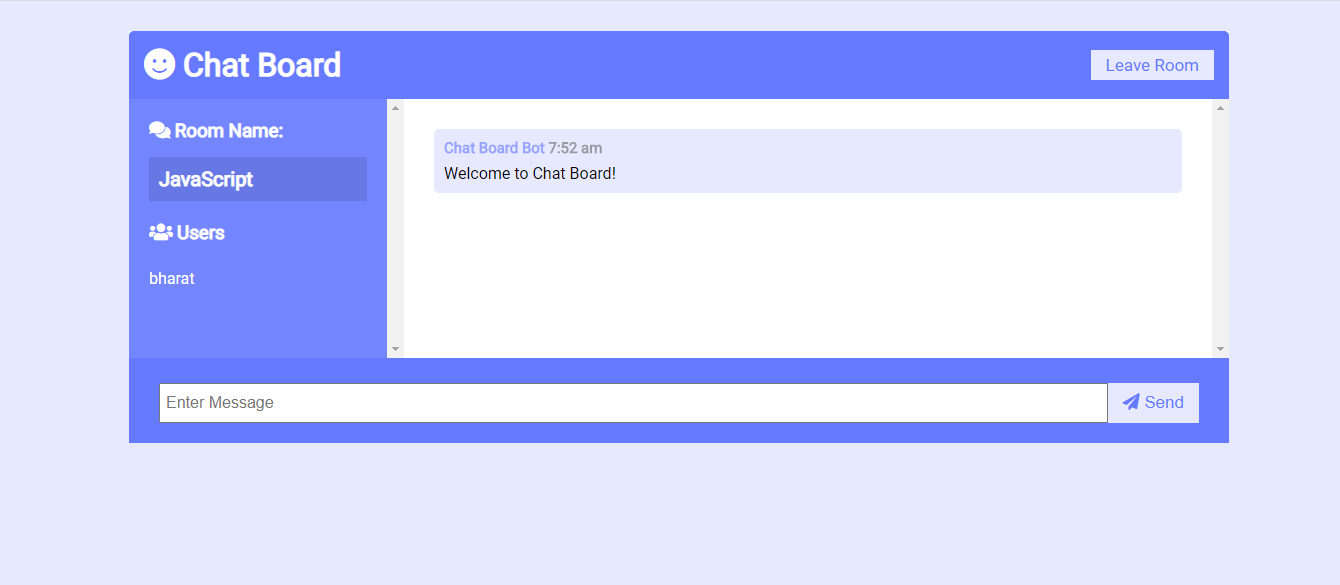 Chat Board
Leave Room
Room Name:
JavaScript
Users
bharat
Chat Board Bot 7:52 am
Welcome to Chat Board!
Enter Message
Send